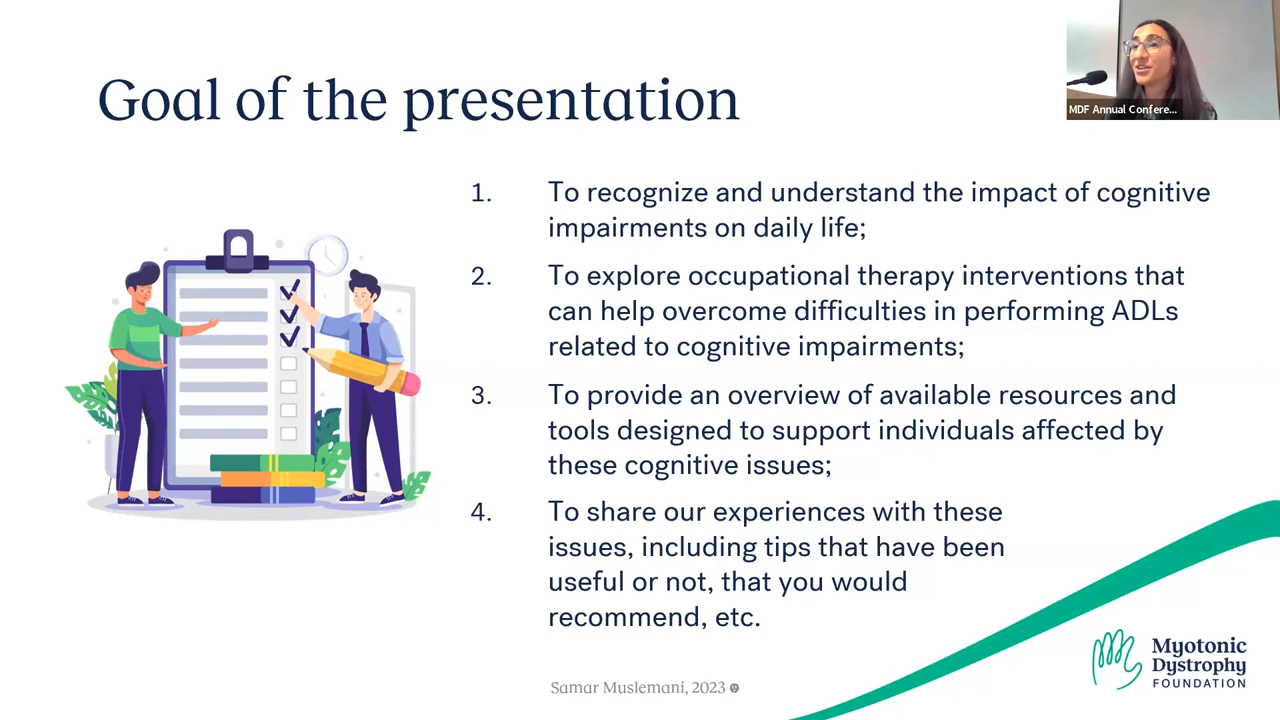 Goal of the presentation
MDF Annual Confere...
1. To recognize and understand the impact of cognitive
impairments on daily life;
2. To explore occupational therapy interventions that
can help overcome difficulties in performing ADLs
related to cognitive impairments;
3. To provide an overview of available resources and
tools designed to support individuals affected by
these cognitive issues;
4. To share our experiences with these
issues, including tips that have been
useful or not, that you would
recommend, etc.
Samar Muslemani, 2023
Myotonic
Dystrophy
FOUNDATION